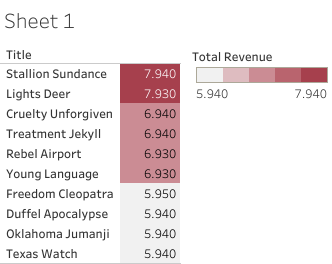 Sheet 1
Title
Total Revenue
Stallion Sundance 7.940
Lights Deer 7.930
5.940 7.940
Cruelty Unforgiven 6.940
Treatment Jekyll 6.940
Rebel Airport 6.930
Young Language 6.930
Freedom Cleopatra 5.950
Duffel Apocalypse 5.940
Oklahoma Jumanji 5.940
Texas Watch 5.940